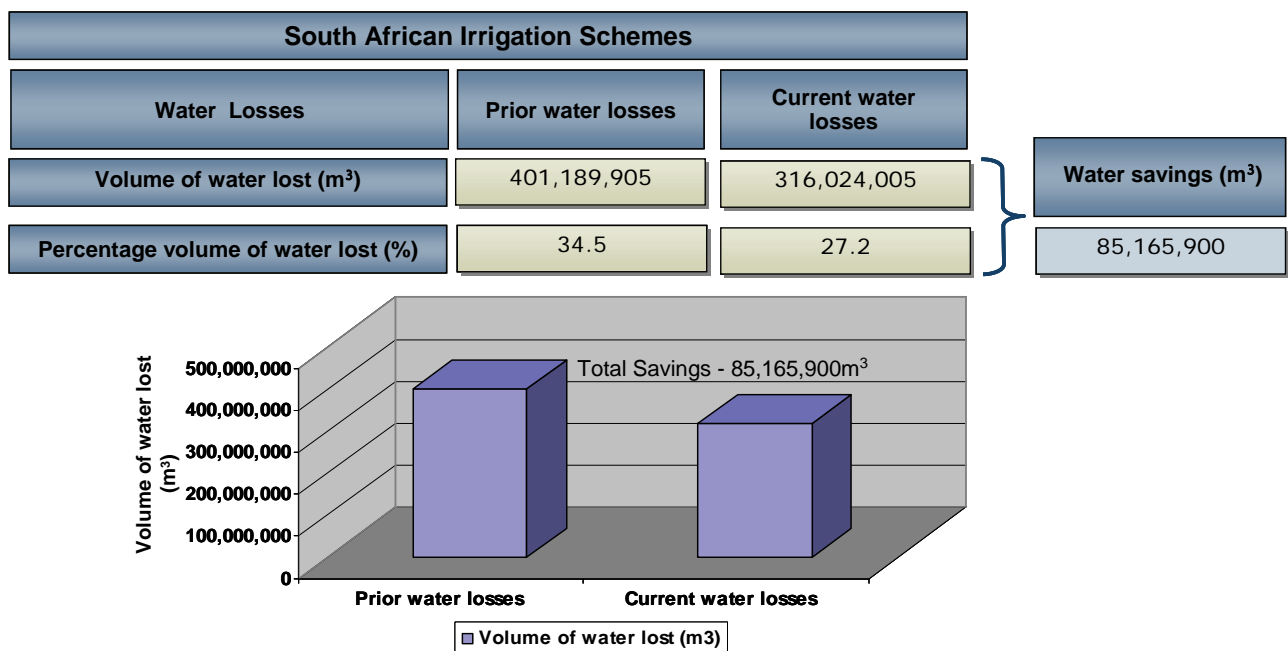 South African Irrigation Schemes
Water Losses
Prior water losses
Current water
losses
Volume of water lost (m³)
401,189,905
316,024,005
Water savings (m³)
Percentage volume of water lost (%)
34.5
27.2
85,165,900
Total Savings - 85,165,900m³
Volume of water lost
(m³)
500,000,000
400,000,000
300,000,000
200,000,000
100,000,000
0
Prior water losses
Current water losses
Volume of water lost (m3)